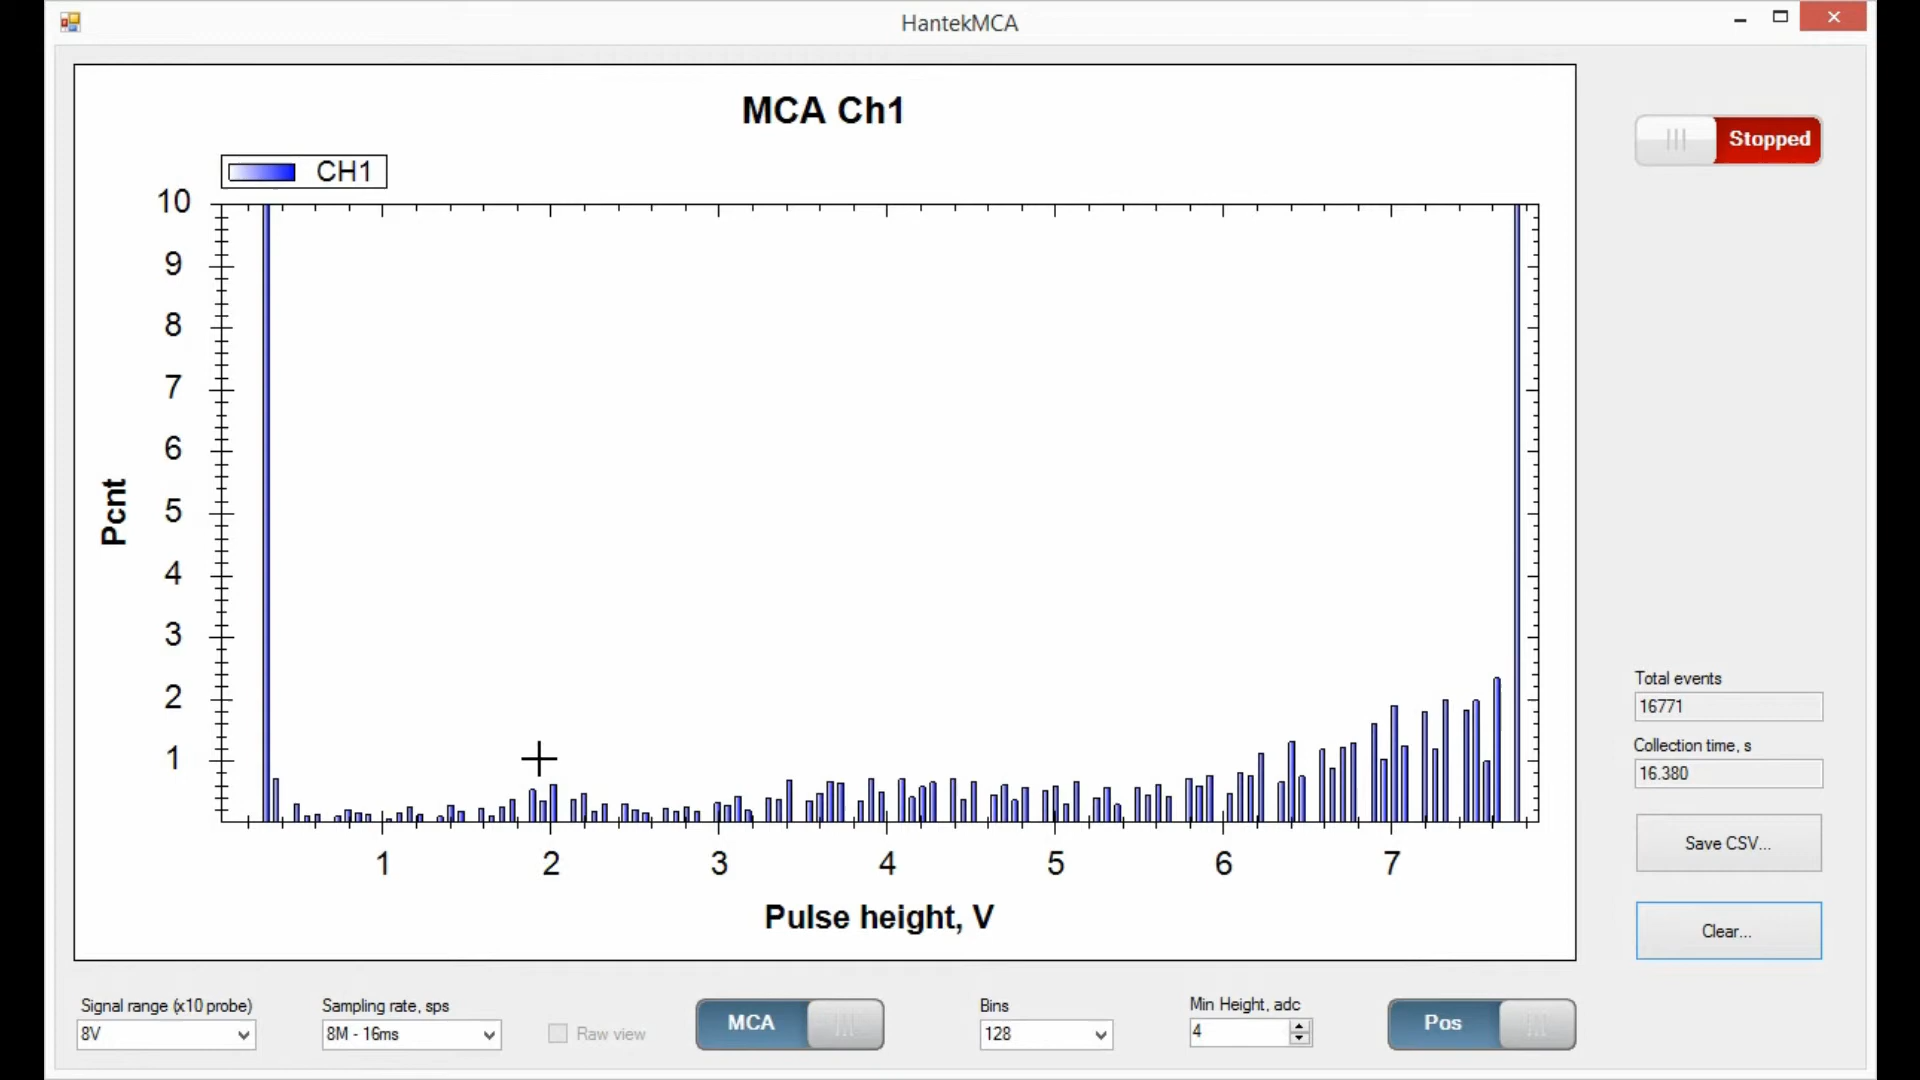 HantekMCA
MCA Ch1
CH1
Stopped
10
9
8
7
6
5
4
3
2
1
Pcnt
1 2 3 4 5 6 7
Pulse height, V
Total events
16771
Collection time, s
16.380
Save CSV...
Clear...
Signal range (x10 probe)
8V
Sampling rate, sps
8M - 16ms
Raw view
MCA
Bins
128
Min Height, adc
4
Pos